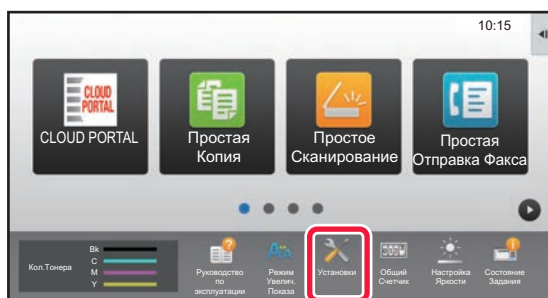 10:15
CLOUD
PORTAL
CLOUD PORTAL
Простая
Копия
Простое
Сканирование
Простая
Отправка Факса
Кол.Тонера
Bk
C
M
Y
Руководство
по
эксплуатации
Режим
Увелич.
Показа
Установки
Общий
Счетчик
Настройка
Яркости
Состояние
Задания